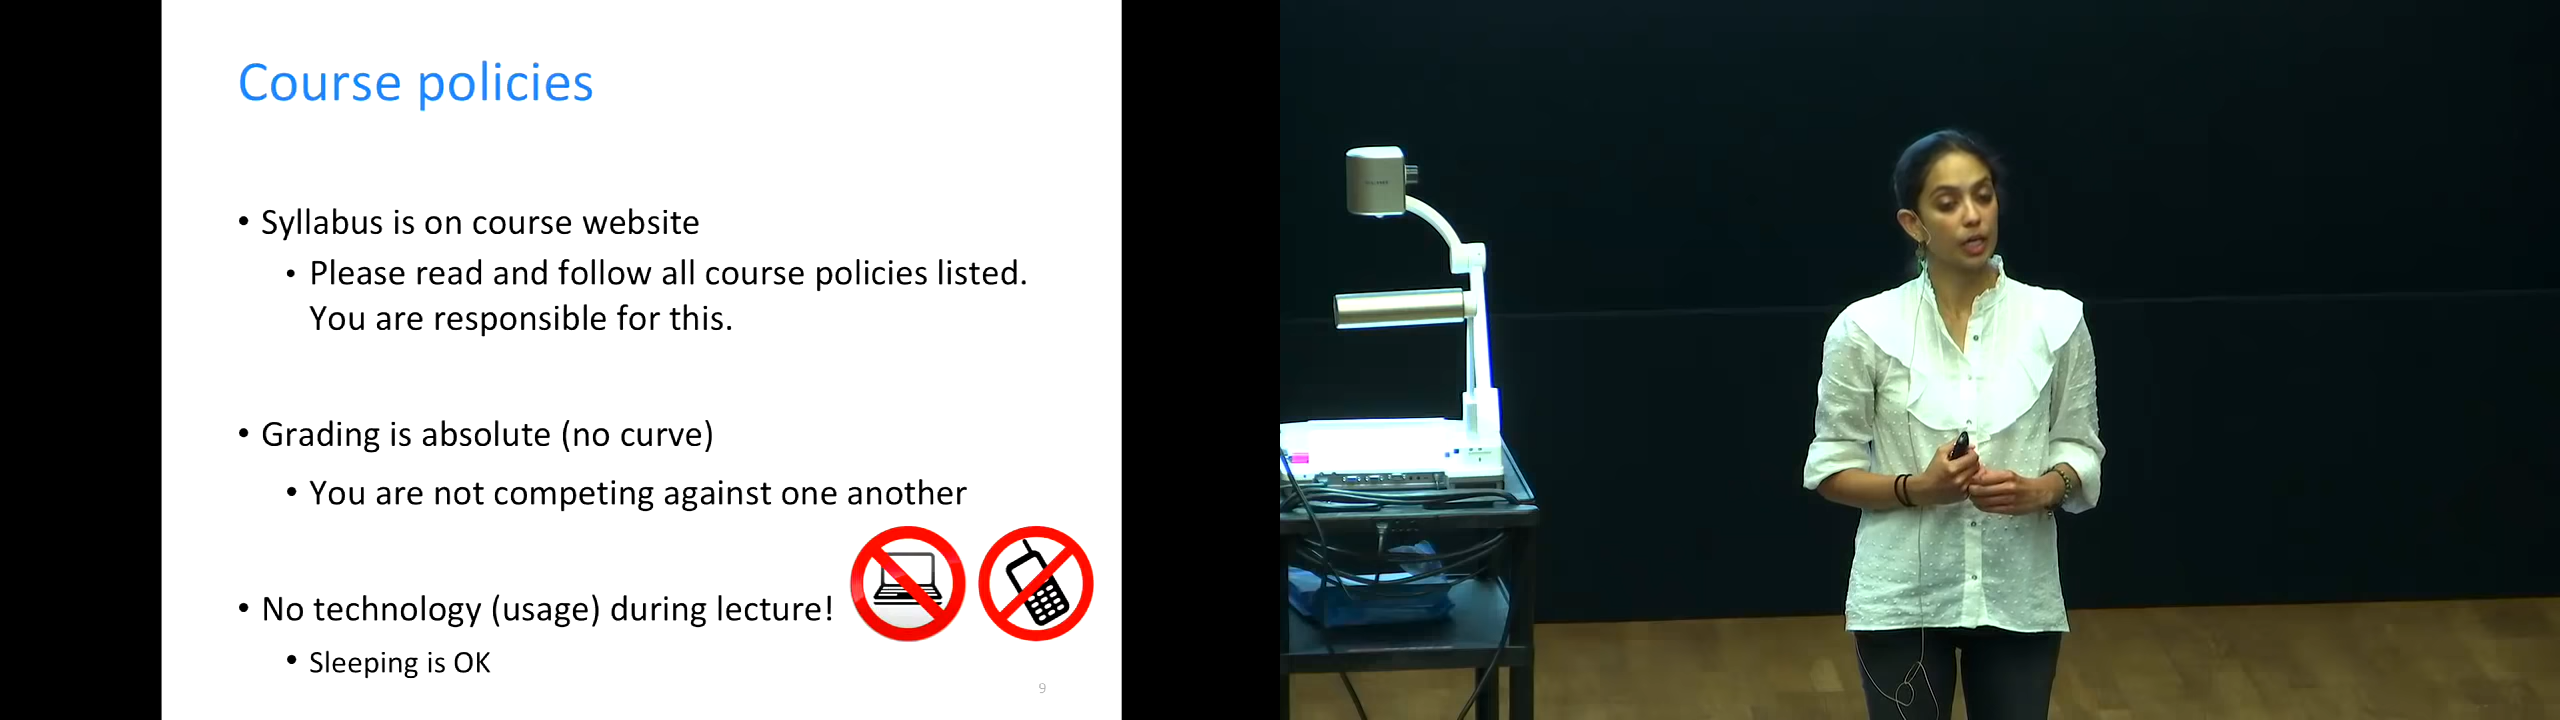 Course policies
• Syllabus is on course website
• Please read and follow all course policies listed.
You are responsible for this.
• Grading is absolute (no curve)
• You are not competing against one another
• No technology (usage) during lecture!
• Sleeping is OK
9